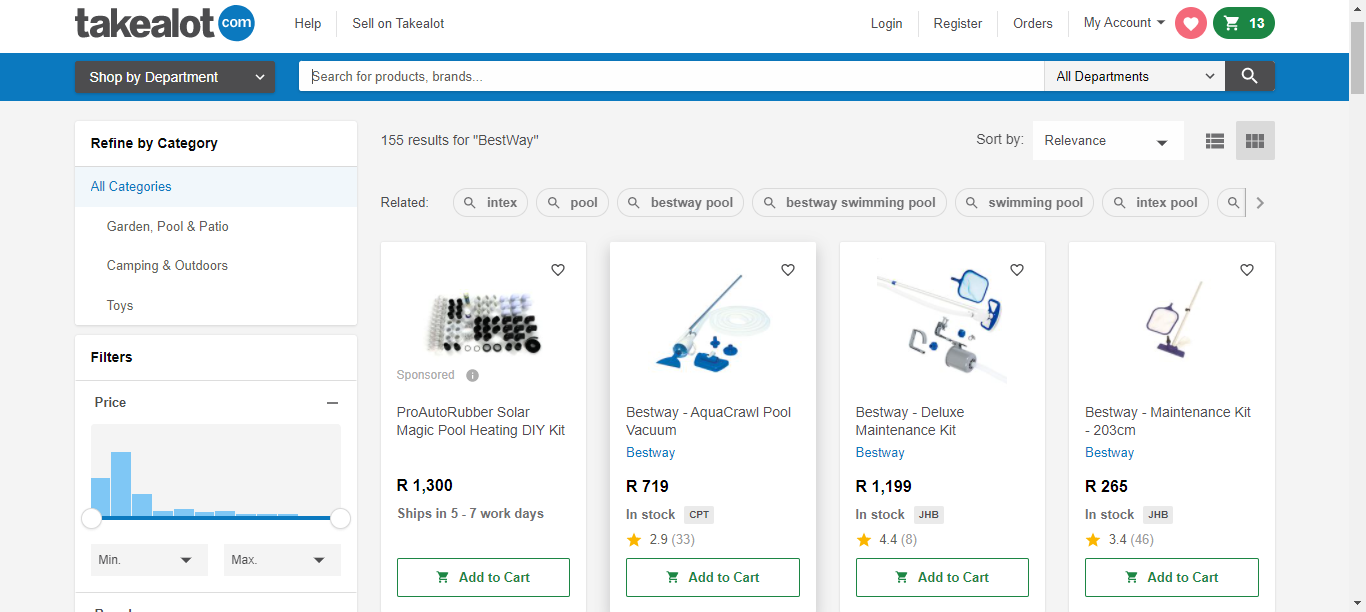 takealot com
Help
Sell on Takealot
Login
Register
Orders
My Account
13
Shop by Department
Search for products, brands...
All Departments
Refine by Category
All Categories
Garden, Pool & Patio
Camping & Outdoors
Toys
Filters
Price
Min.
Max.
155 results for "BestWay"
Sort by:
Relevance
Related:
intex
pool
bestway pool
bestway swimming pool
swimming pool
intex pool
Sponsored
ProAutoRubber Solar
Magic Pool Heating DIY Kit
R 1,300
Ships in 5 - 7 work days
Add to Cart
Bestway - AquaCrawl Pool
Vacuum
Bestway
R 719
In stock CPT
2.9 (33)
Add to Cart
Bestway - Deluxe
Maintenance Kit
Bestway
R 1,199
In stock JHB
4.4 (8)
Add to Cart
Bestway - Maintenance Kit
- 203cm
Bestway
R 265
In stock JHB
3.4 (46)
Add to Cart